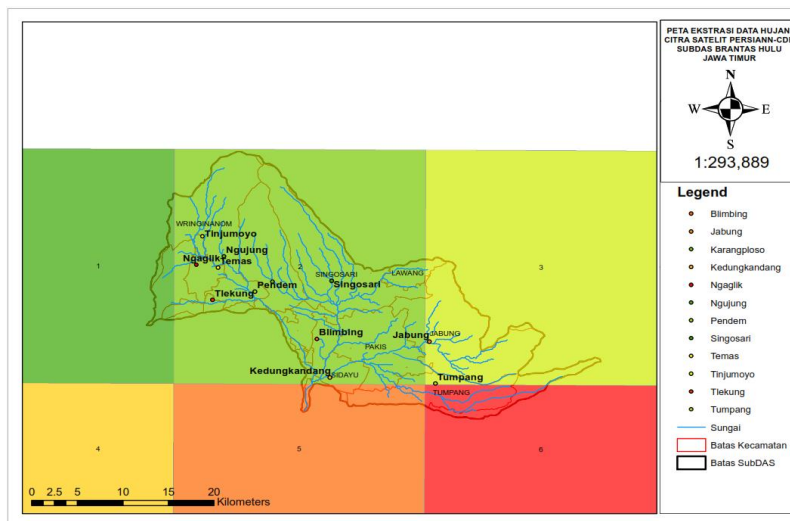 PETA EKSTRASI DATA HUJAN
CITRA SATELIT PERSIANN-CDR
SUBDAS BRANTAS HULU
JAWA TIMUR
N
W E
S
1:293,889
Legend
Blimbing
Jabung
Karangploso
Kedungkandang
Ngaglik
Ngujung
Pendem
Singosari
Temas
Tinjumoyo
Tlekung
Tumpang
Sungai
Batas Kecamatan
Batas SubDAS
WRINGINANOM
Tinjumoyo
Ngujung
Ngaglik
Temas
1
2
3
SINGOSARI
LAWANG
Singosari
Pendem
Tlekung
Blimbing
Jabung
JABUNG
PAKIS
Kedungkandang
SIDAYU
Tumpang
TUMPANG
4
5
6
0 2.5 5 10 15 20
Kilometers